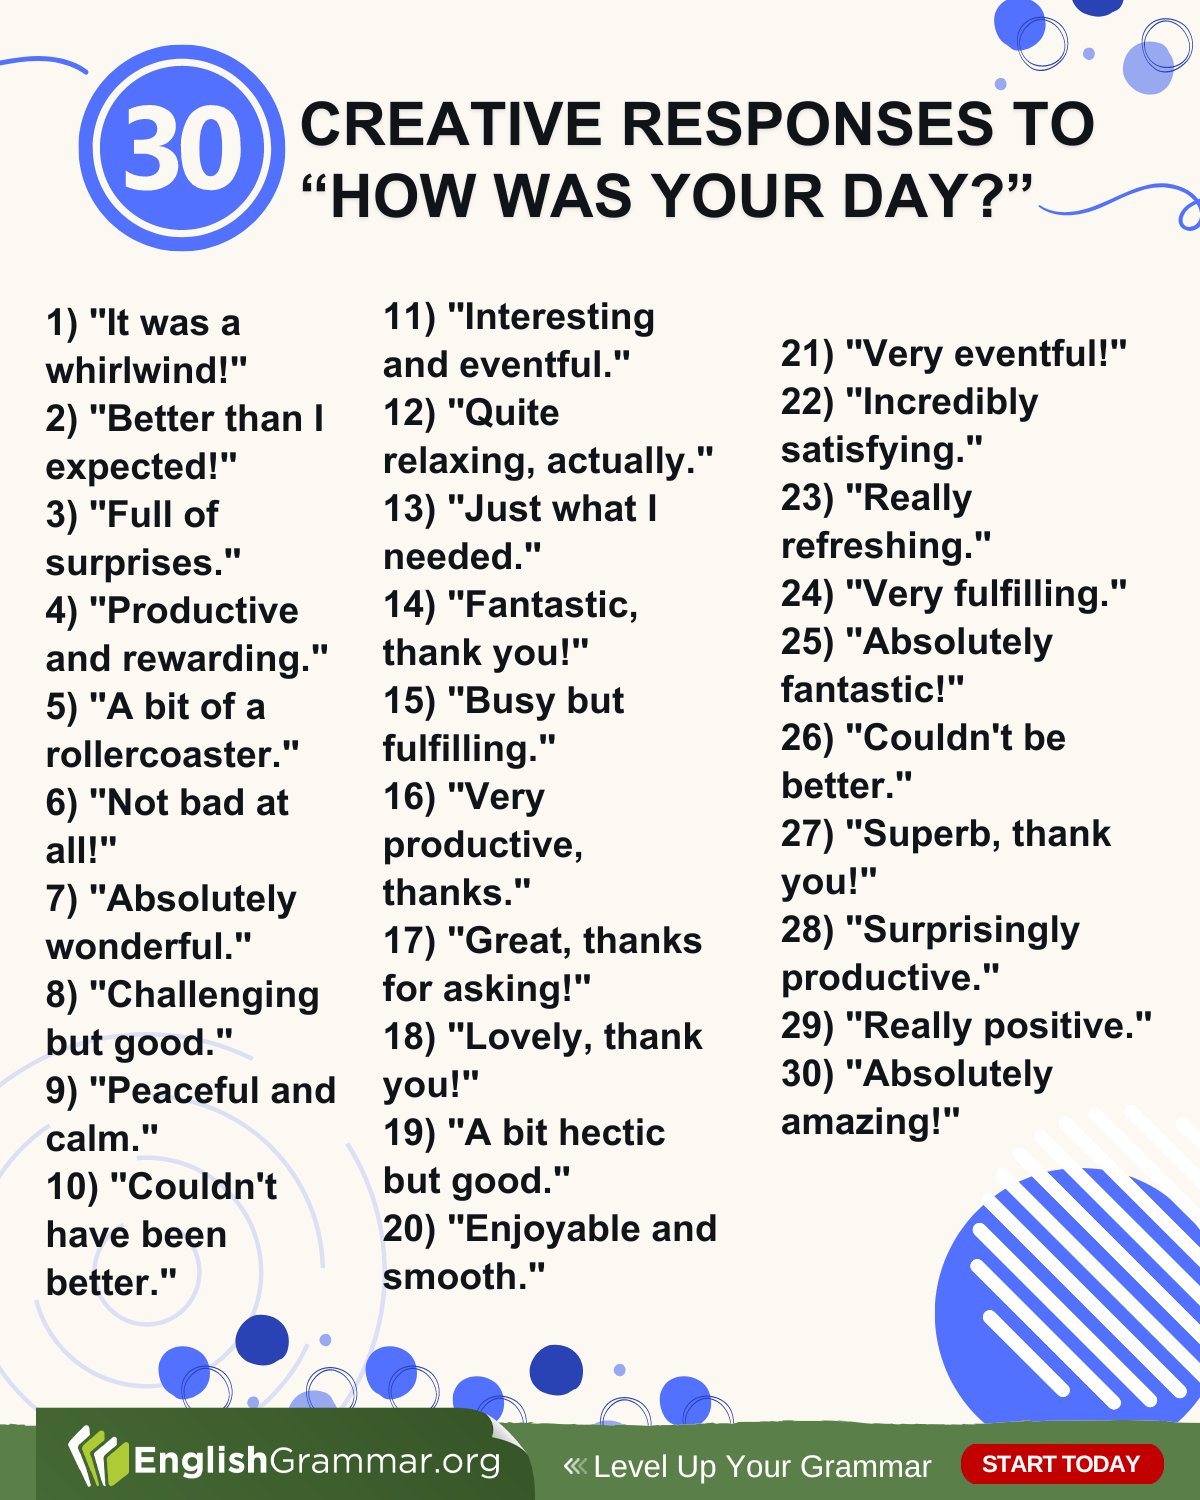 30
CREATIVE RESPONSES TO
“HOW WAS YOUR DAY?”
1) "It was a
whirlwind!"
2) "Better than I
expected!"
3) "Full of
surprises."
4) "Productive
and rewarding."
5) "A bit of a
rollercoaster."
6) "Not bad at
all!"
7) "Absolutely
wonderful."
8) "Challenging
but good."
9) "Peaceful and
calm."
10) "Couldn't
have been
better."
11) "Interesting
and eventful."
12) "Quite
relaxing, actually."
13) "Just what I
needed."
14) "Fantastic,
thank you!"
15) "Busy but
fulfilling."
16) "Very
productive,
thanks."
17) "Great, thanks
for asking!"
18) "Lovely, thank
you!"
19) "A bit hectic
but good."
20) "Enjoyable and
smooth."
21) "Very eventful!"
22) "Incredibly
satisfying."
23) "Really
refreshing."
24) "Very fulfilling."
25) "Absolutely
fantastic!"
26) "Couldn't be
better."
27) "Superb, thank
you!"
28) "Surprisingly
productive."
29) "Really positive."
30) "Absolutely
amazing!"
EnglishGrammar.org
Level Up Your Grammar
START TODAY